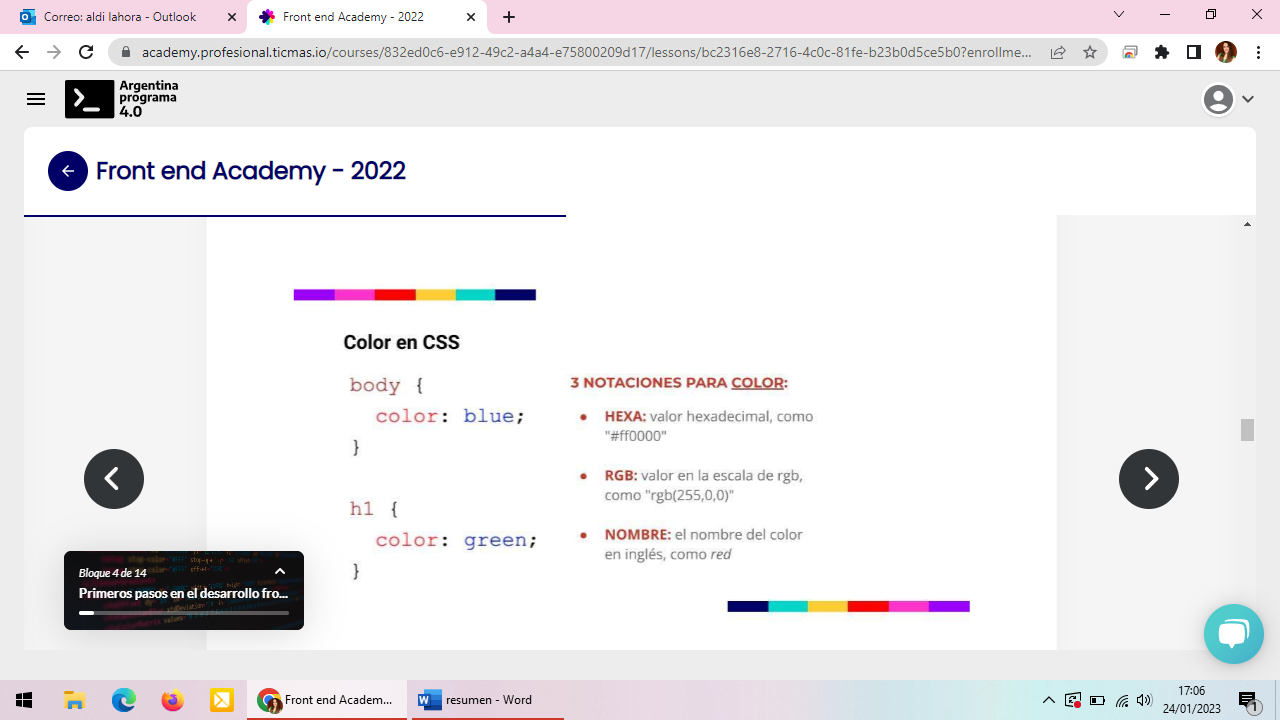 Correo: aldi lahora - Outlook
Front end Academy - 2022
academy.profesional.ticmas.io/courses/832ed0c6-e912-49c2-a4a4-e75800209d17/lessons/bc2316e8-2716-4c0c-81fe-b23b0d5ce5b0?enrollme...
Argentina
programa
4.0
Front end Academy - 2022
Color en CSS
body {
color: blue;
}
h1 {
color: green;
}
3 NOTACIONES PARA COLOR:
• HEXA: valor hexadecimal, como
"#ff0000"
• RGB: valor en la escala de rgb,
como "rgb(255,0,0)"
• NOMBRE: el nombre del color
en inglés, como red
Bloque 4 de 14
Primeros pasos en el desarrollo fro...
Front end Academ...
resumen - Word
17:06
24/01/2023
1